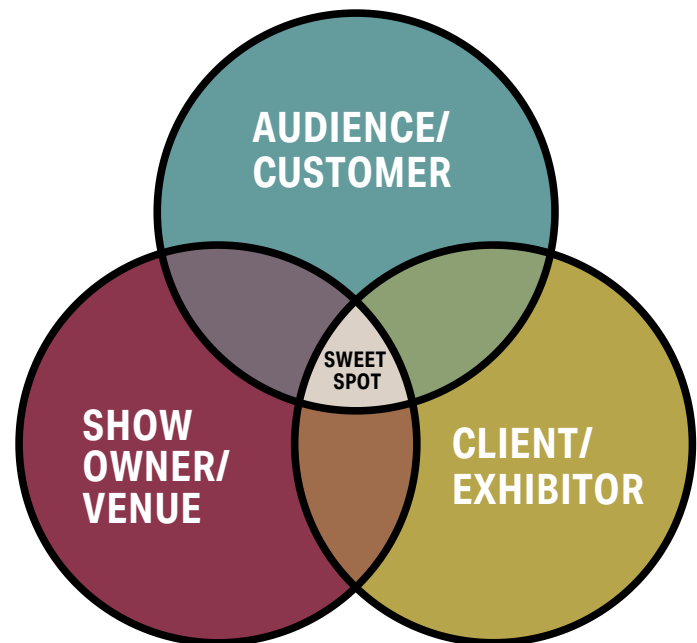 AUDIENCE/
CUSTOMER
SWEET
SPOT
SHOW
OWNER/
VENUE
CLIENT/
EXHIBITOR